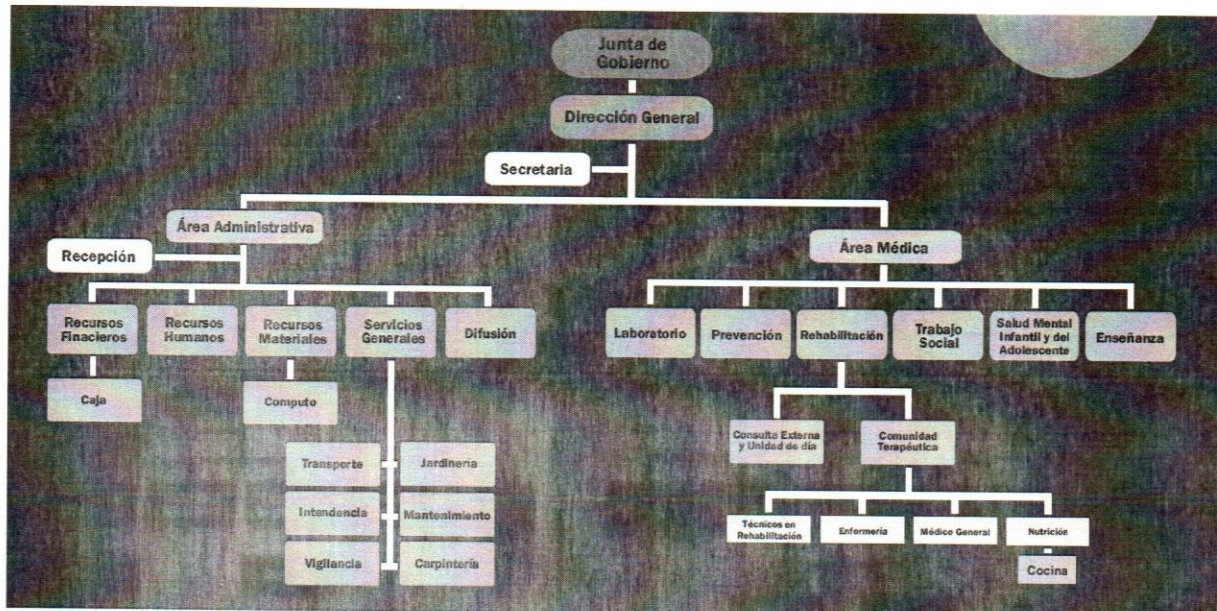 Junta de
Gobierno
Dirección General
Secretaria
Área Administrativa
Área Médica
Recepción
Recursos
Finacieros
Recursos
Humanos
Recursos
Materiales
Servicios
Generales
Difusión
Laboratorio
Prevención
Rehabilitación
Trabajo
Social
Salud Mental
Infantil y del
Adolescente
Enseñanza
Caja
Computo
Consulta Externa
y Unidad de día
Comunidad
Terapéutica
Transporte
Jardinería
Intendencia
Mantenimiento
Vigilancia
Carpintería
Técnicos en
Rehabilitación
Enfermería
Médico General
Nutrición
Cocina